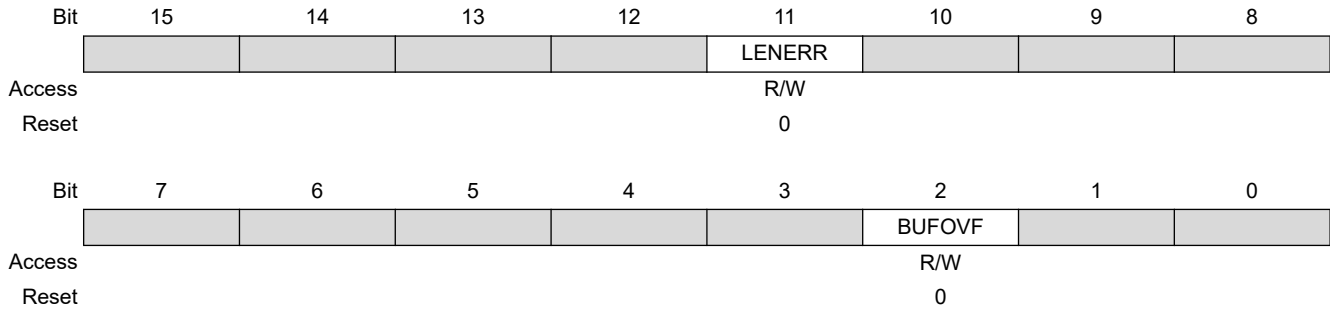 Bit 15 14 13 12 11 10 9 8
LENERR
Access R/W
Reset 0
Bit 7 6 5 4 3 2 1 0
BUFOVF
Access R/W
Reset 0